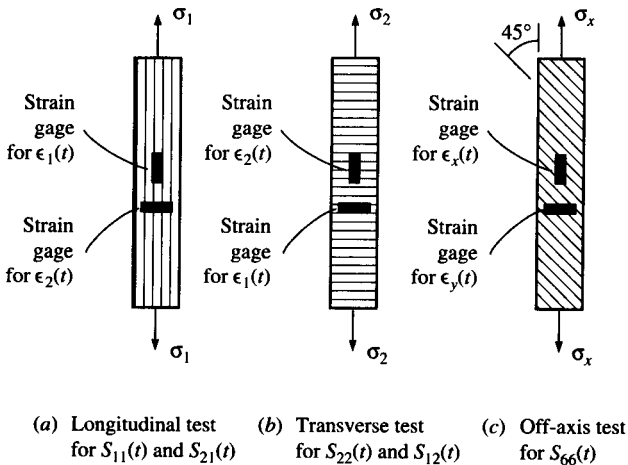 σ1
σ2
45°
σx
Strain
gage
for ϵ1(t)
Strain
gage
for ϵ2(t)
Strain
gage
for ϵx(t)
Strain
gage
for ϵ2(t)
Strain
gage
for ϵ1(t)
Strain
gage
for ϵy(t)
σ1
σ2
σx
(a) Longitudinal test
for S11(t) and S21(t)
(b) Transverse test
for S22(t) and S12(t)
(c) Off-axis test
for S66(t)